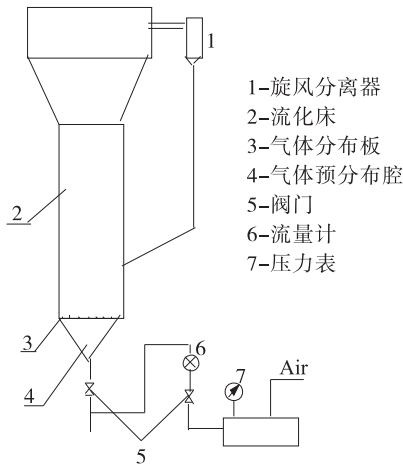 1
1-旋风分离器
2-流化床
3-气体分布板
4-气体预分布腔
5-阀门
6-流量计
7-压力表
2
3
4
5
6
7
Air